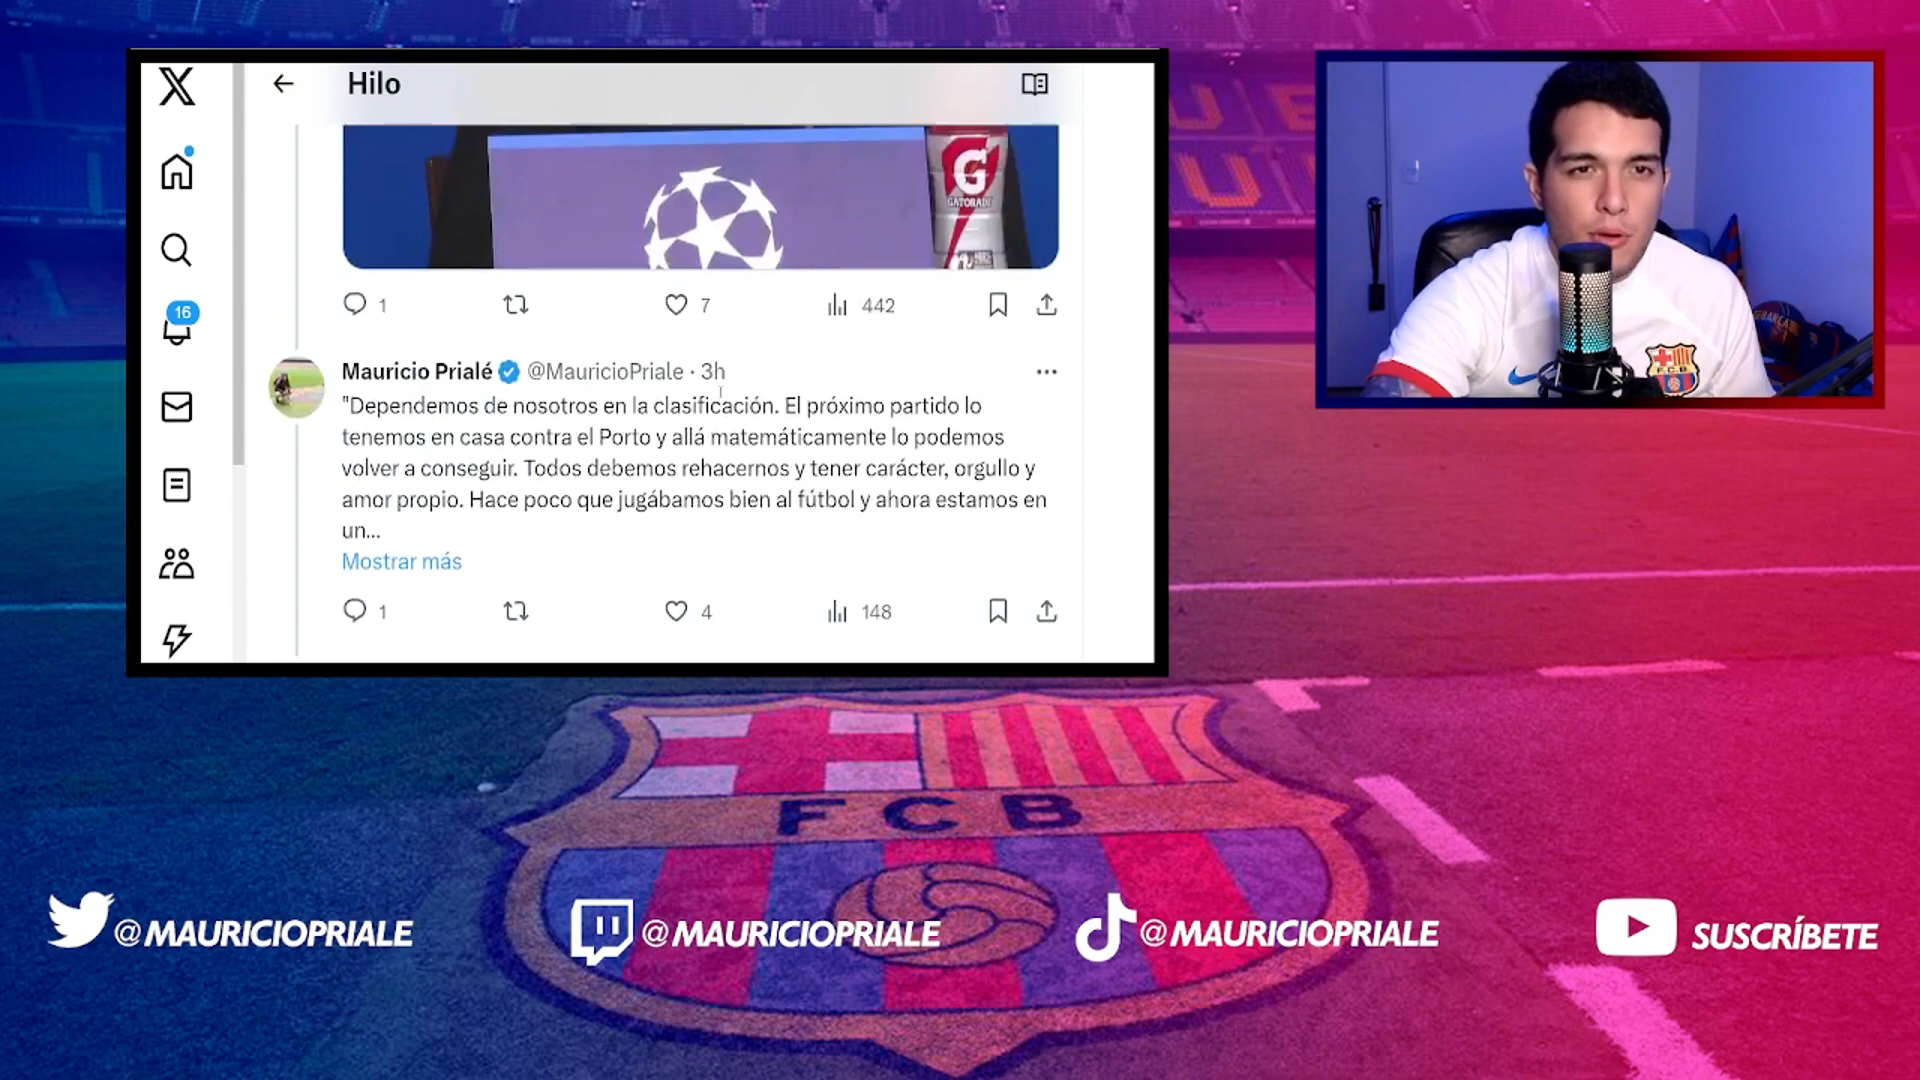 Hilo
G
GATORADE
1
7
442
16
Mauricio Prialé @MauricioPriale · 3h
"Dependemos de nosotros en la clasificación. El próximo partido lo
tenemos en casa contra el Porto y allá matemáticamente lo podemos
volver a conseguir. Todos debemos rehacernos y tener carácter, orgullo y
amor propio. Hace poco que jugábamos bien al fútbol y ahora estamos en
un...
Mostrar más
1
4
148
FCB
FCB
@MAURICIOPRIALE
@MAURICIOPRIALE
@MAURICIOPRIALE
SUSCRÍBETE